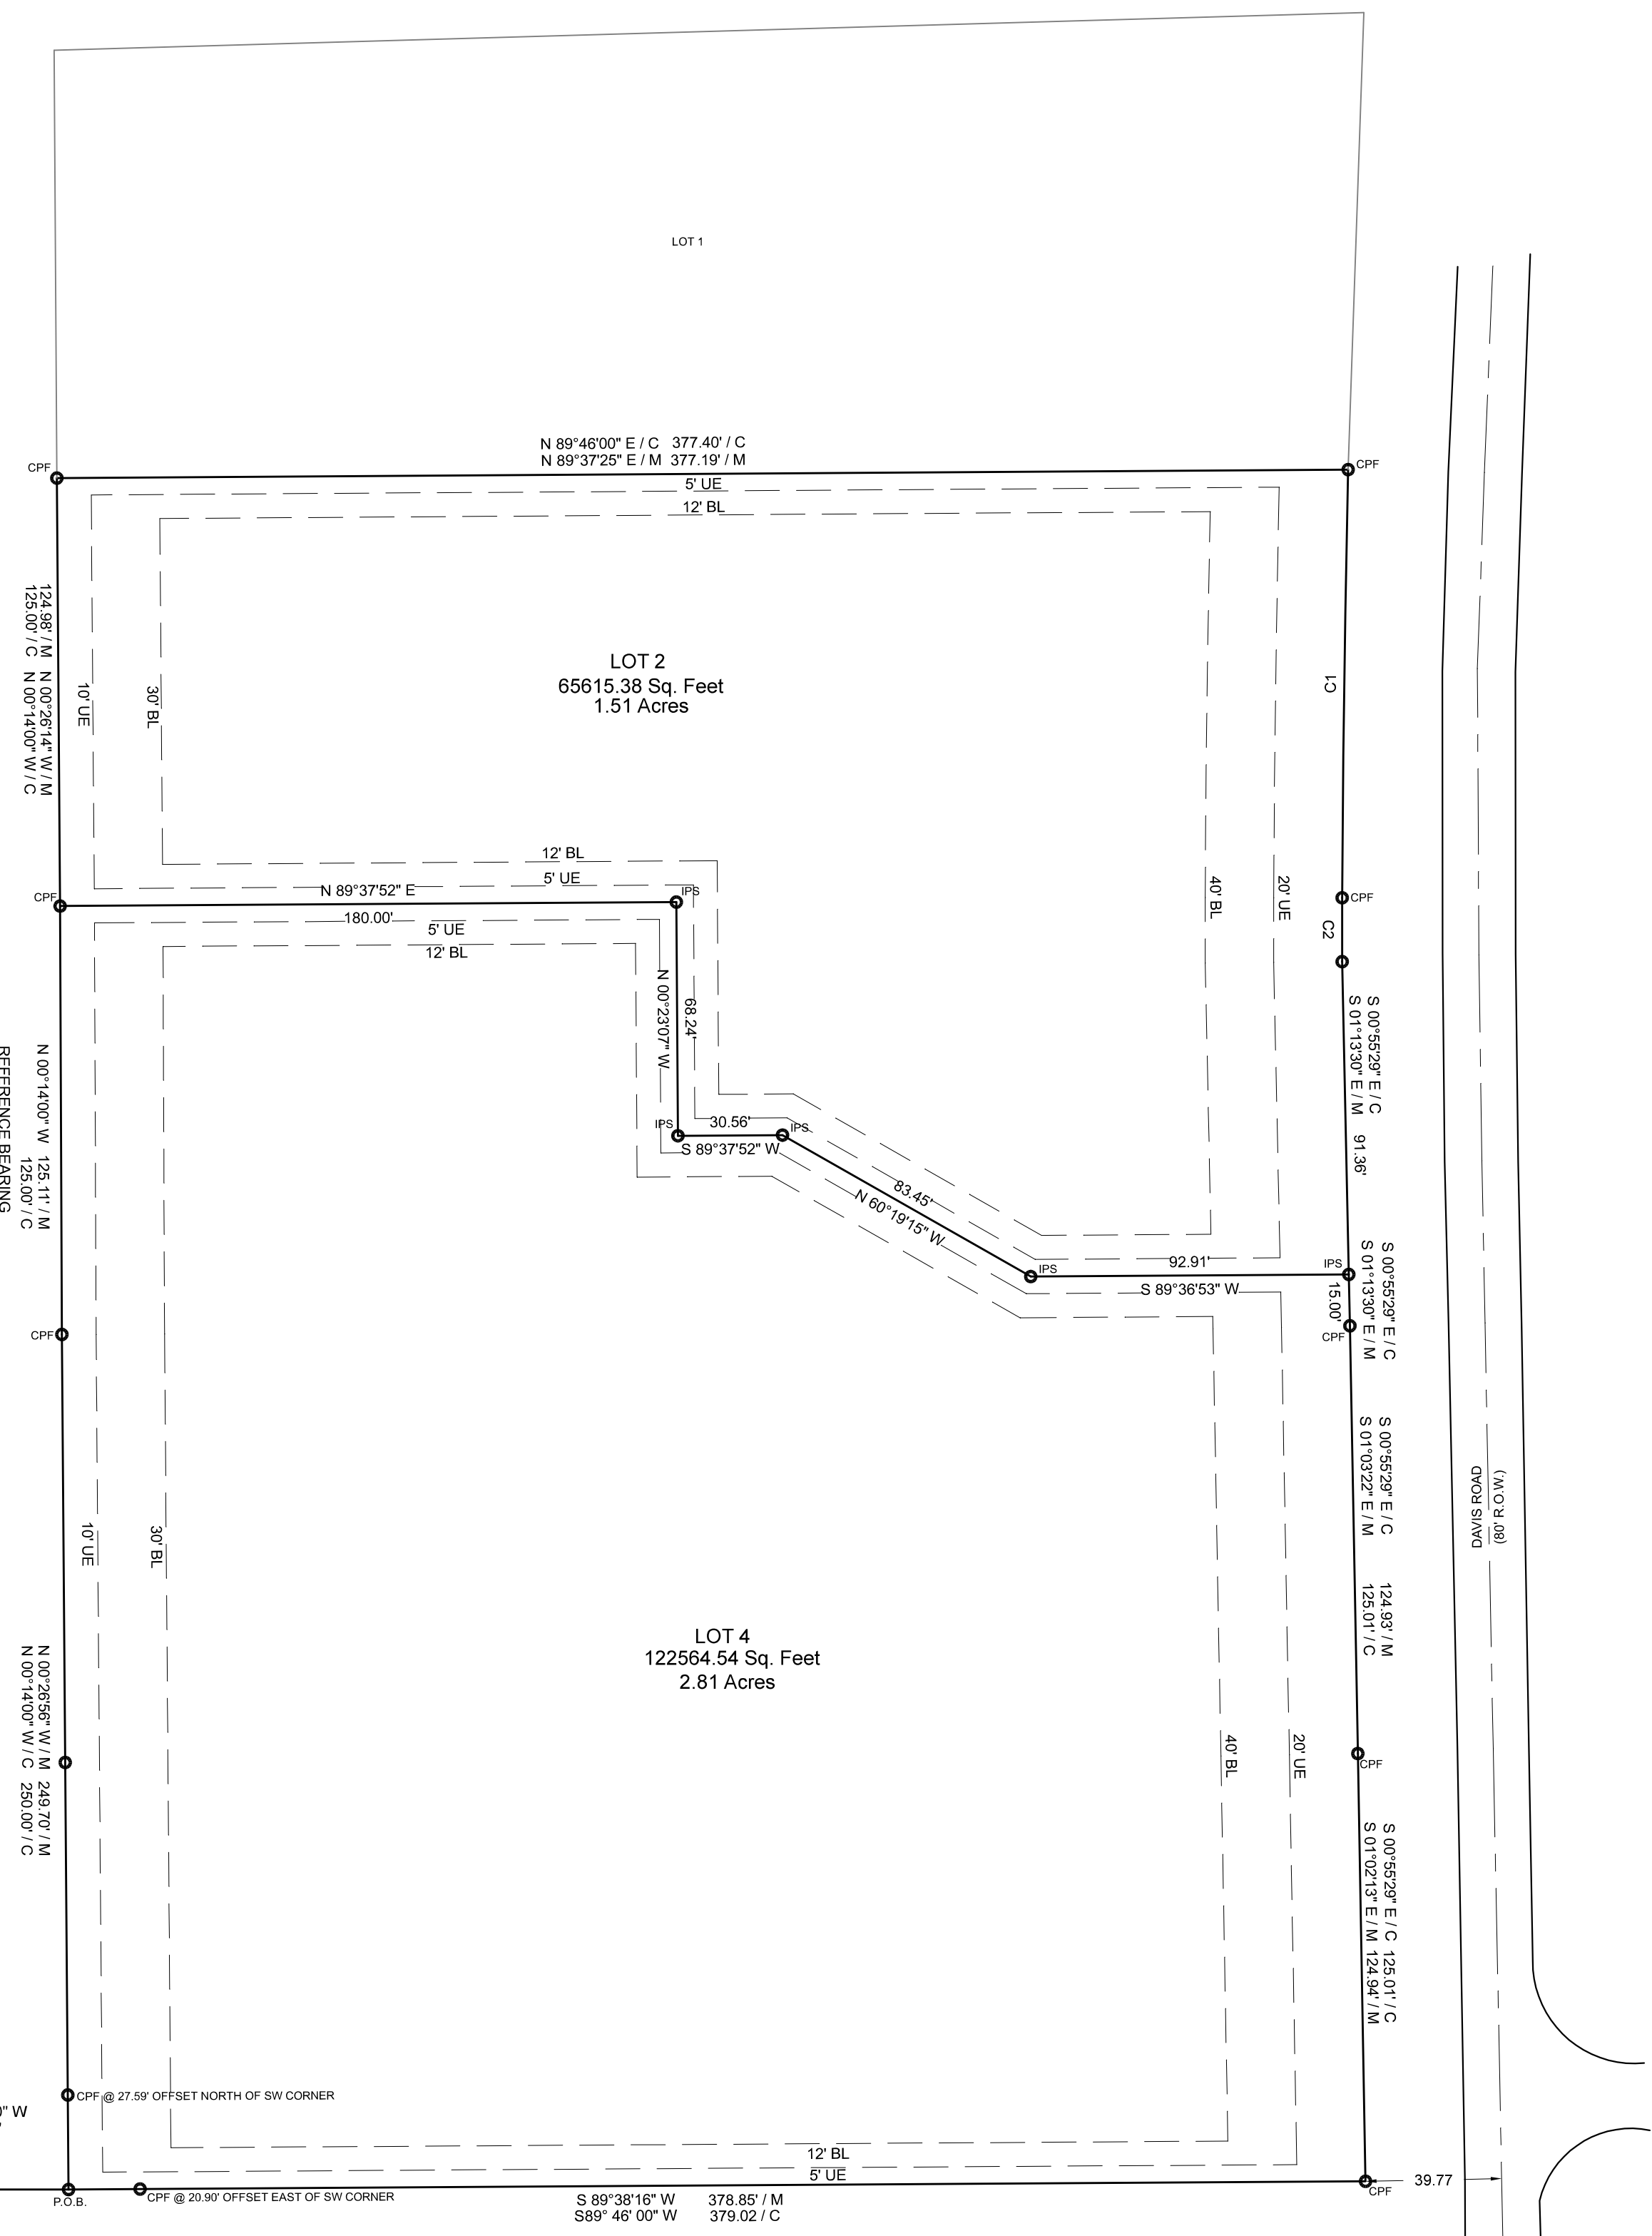 LOT 1
N 89°46'00" E / C 377.40' / C
N 89°37'25" E / M 377.19' / M
CPF
CPF
5' UE
12' BL
124.98' / M N 00°26'14" W / M
125.00' / C N 00°14'00" W / C
10' UE
30' BL
LOT 2
65615.38 Sq. Feet
1.51 Acres
C1
12' BL
5' UE
40' BL
20' UE
CPF
N 89°37'52" E
180.00'
IPS
CPF
5' UE
12' BL
C2
N 00°23'07" W
68.24'
S 00°55'29" E / C
S 01°13'30" E / M 91.36'
N 00°14'00" W 125.11' / M
125.00' / C
REFERENCE BEARING
IPS
30.56'
IPS
S 89°37'52" W
83.45'
N 60°19'15" W
IPS
92.91'
S 89°36'53" W
IPS
15.00'
S 00°55'29" E / C
S 01°13'30" E / M
CPF
CPF
S 00°55'29" E / C 124.93' / M
S 01°03'22" E / M 125.01' / C
DAVIS ROAD
(80' R.O.W.)
10' UE
30' BL
LOT 4
122564.54 Sq. Feet
2.81 Acres
N 00°26'56" W / M 249.70' / M
N 00°14'00" W / C 250.00' / C
40' BL
20' UE
CPF
S 00°55'29" E / C 125.01' / C
S 01°02'13" E / M 124.94' / M
CPF @ 27.59' OFFSET NORTH OF SW CORNER
" W
12' BL
5' UE
P.O.B.
CPF @ 20.90' OFFSET EAST OF SW CORNER
S 89°38'16" W 378.85' / M
S89° 46' 00" W 379.02 / C
CPF
39.77